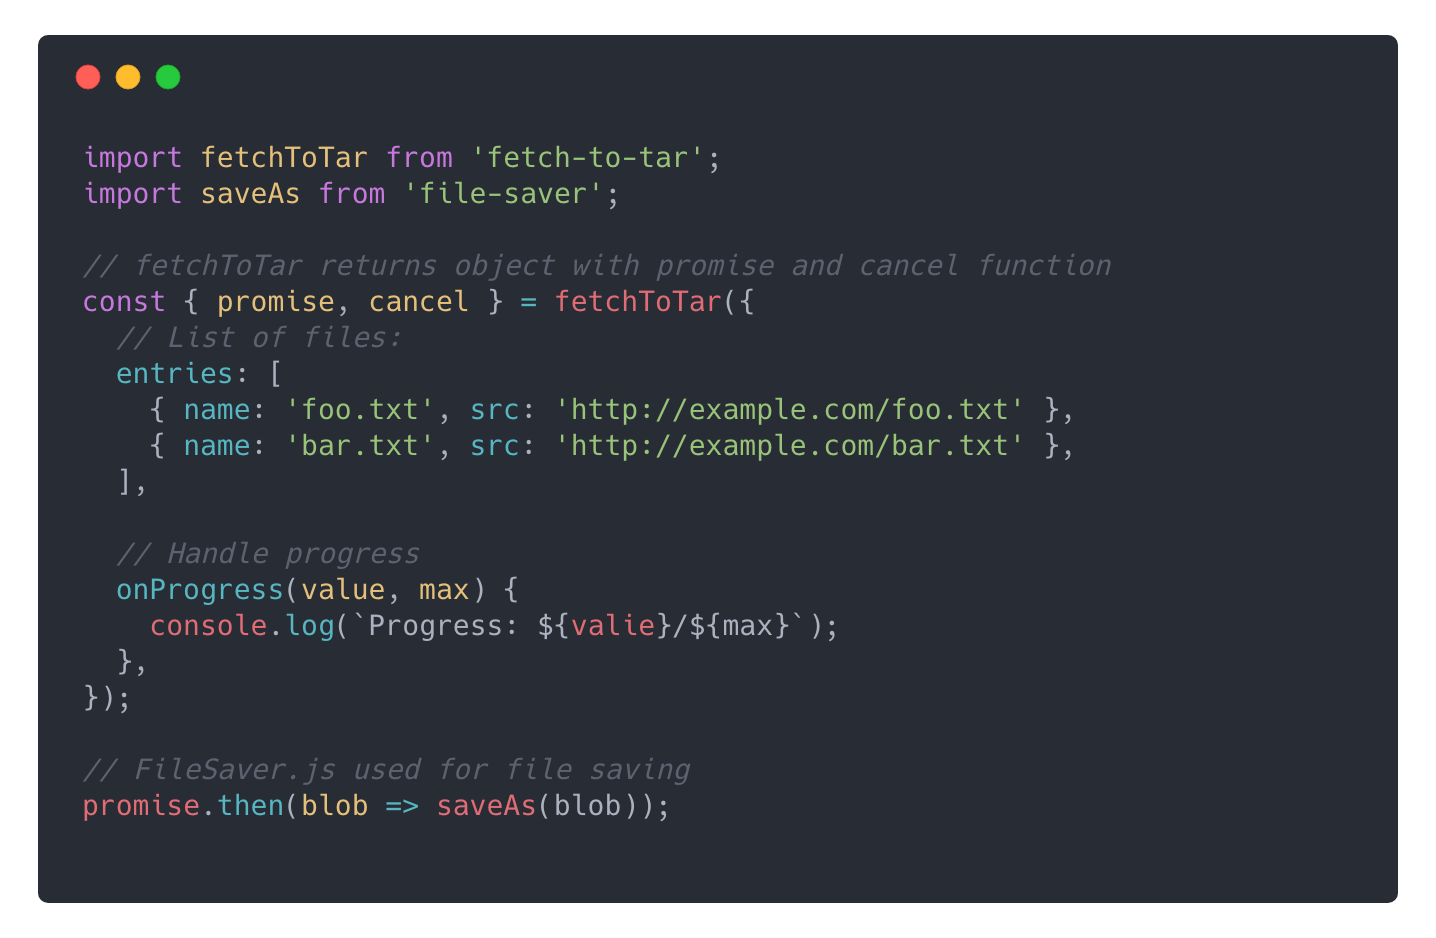 import fetchToTar from 'fetch-to-tar';
import saveAs from 'file-saver';
// fetchToTar returns object with promise and cancel function
const { promise, cancel } = fetchToTar({
  // List of files:
  entries: [
    { name: 'foo.txt', src: 'http://example.com/foo.txt' },
    { name: 'bar.txt', src: 'http://example.com/bar.txt' },
  ],
  // Handle progress
  onProgress(value, max) {
    console.log(`Progress: ${valie}/${max}`);
  },
});
// FileSaver.js used for file saving
promise.then(blob => saveAs(blob));